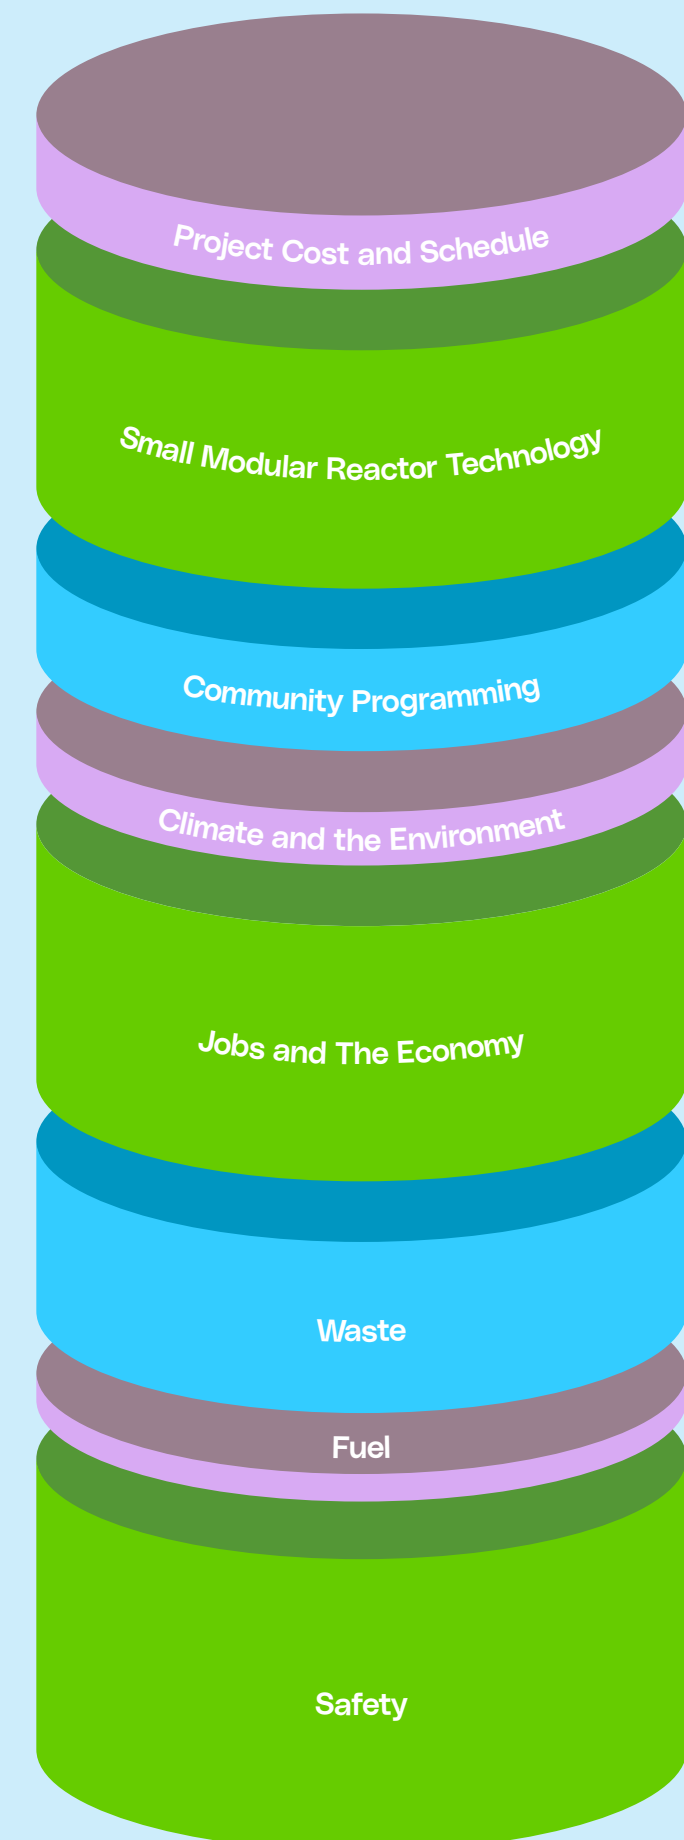 Project Cost and Schedule
Small Modular Reactor Technology
Community Programming
Climate and the Environment
Jobs and The Economy
Waste
Fuel
Safety